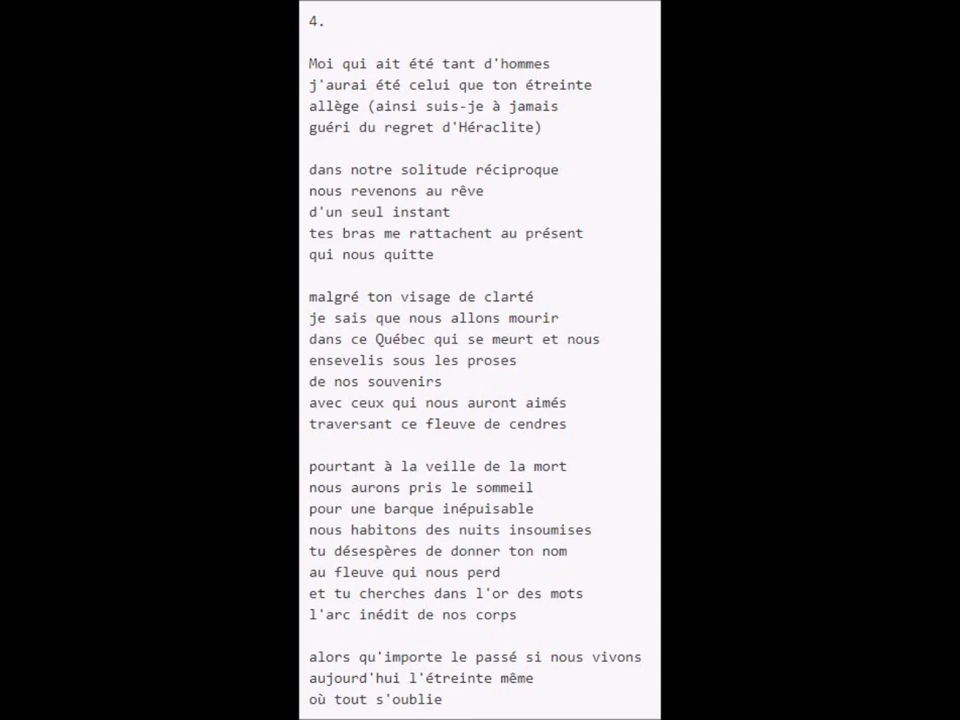 4.
Moi qui ait été tant d'hommes
j'aurai été celui que ton étreinte
allège (ainsi suis-je à jamais
guéri du regret d'Héraclite)
dans notre solitude réciproque
nous revenons au rêve
d'un seul instant
tes bras me rattachent au présent
qui nous quitte
malgré ton visage de clarté
je sais que nous allons mourir
dans ce Québec qui se meurt et nous
ensevelis sous les proses
de nos souvenirs
avec ceux qui nous auront aimés
traversant ce fleuve de cendres
pourtant à la veille de la mort
nous aurons pris le sommeil
pour une barque inépuisable
nous habitons des nuits insoumises
tu désespères de donner ton nom
au fleuve qui nous perd
et tu cherches dans l'or des mots
l'arc inédit de nos corps
alors qu'importe le passé si nous vivons
aujourd'hui l'étreinte même
où tout s'oublie